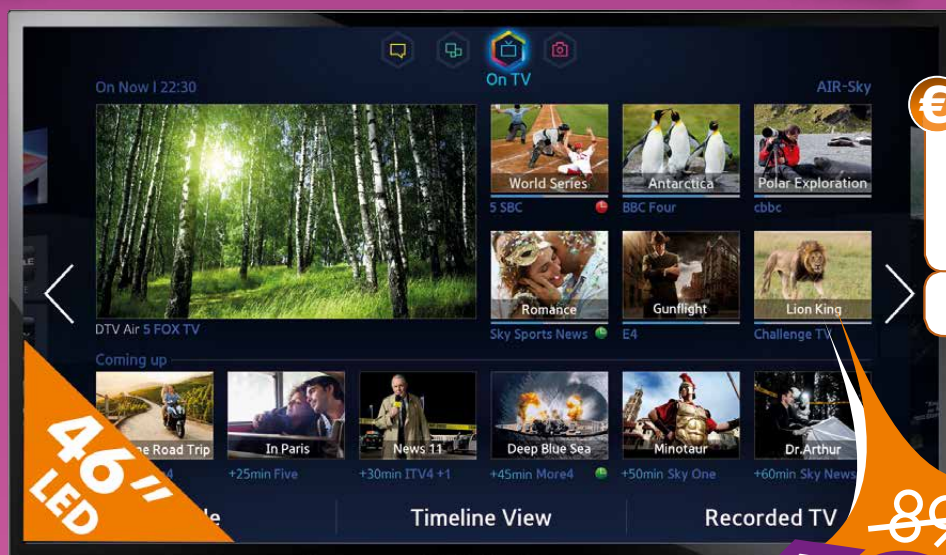 On TV
On Now | 22:30
AIR-Sky
€
World Series
Antarctica
Polar Exploration
5 SBC
BBC Four
cbbc
Romance
Gunflight
Lion King
DTV Air 5 FOX TV
Sky Sports News
E4
Challenge TV
Coming up
Road Trip
In Paris
News 11
Deep Blue Sea
Minotaur
Dr.Arthur
+25min Five
+30min ITV4 +1
+45min More4
+50min Sky One
+60min Sky News
46"
LED
Timeline View
Recorded TV